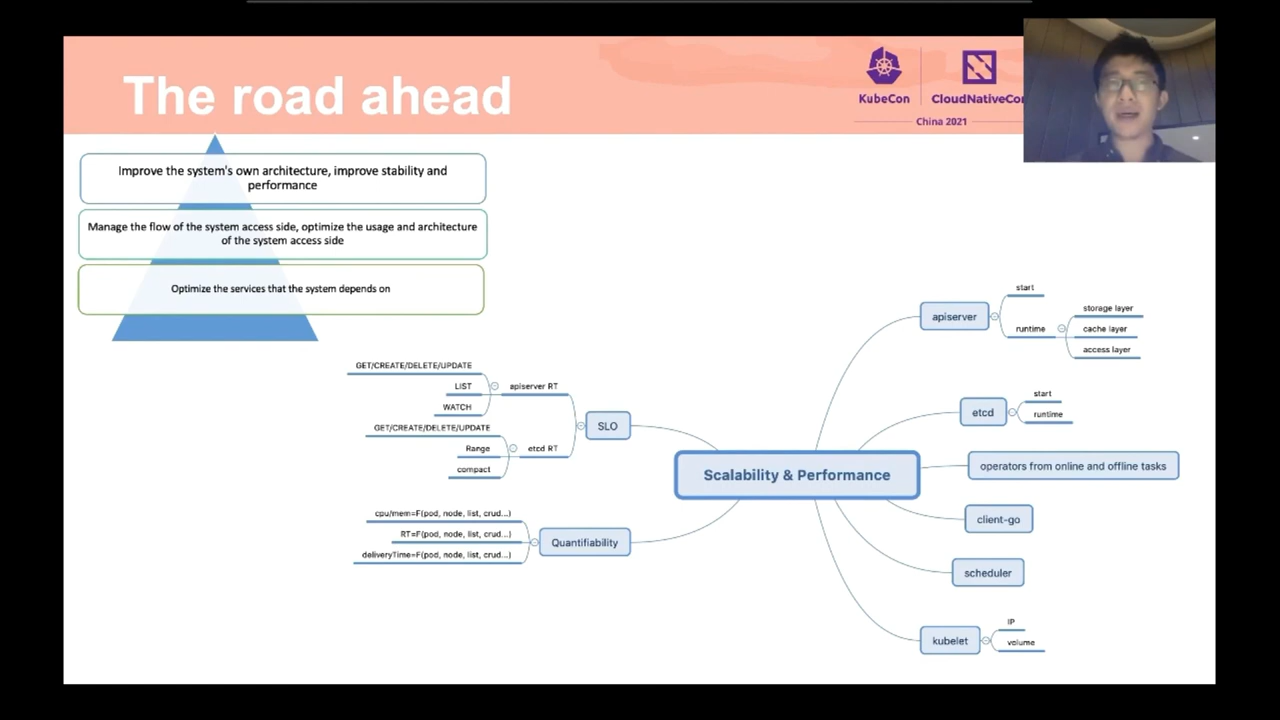 The road ahead
KubeCon
CloudNativeCon
China 2021
Improve the system's own architecture, improve stability and
performance
Manage the flow of the system access side, optimize the usage and architecture
of the system access side
Optimize the services that the system depends on
Scalability & Performance
apiserver
start
runtime
storage layer
cache layer
access layer
etcd
start
runtime
operators from online and offline tasks
client-go
scheduler
kubelet
IP
volume
SLO
apiserver RT
GET/CREATE/DELETE/UPDATE
LIST
WATCH
etcd RT
GET/CREATE/DELETE/UPDATE
Range
compact
Quantifiability
cpu/mem=F(pod, node, list, crud...)
RT=F(pod, node, list, crud...)
deliveryTime=F(pod, node, list, crud...)